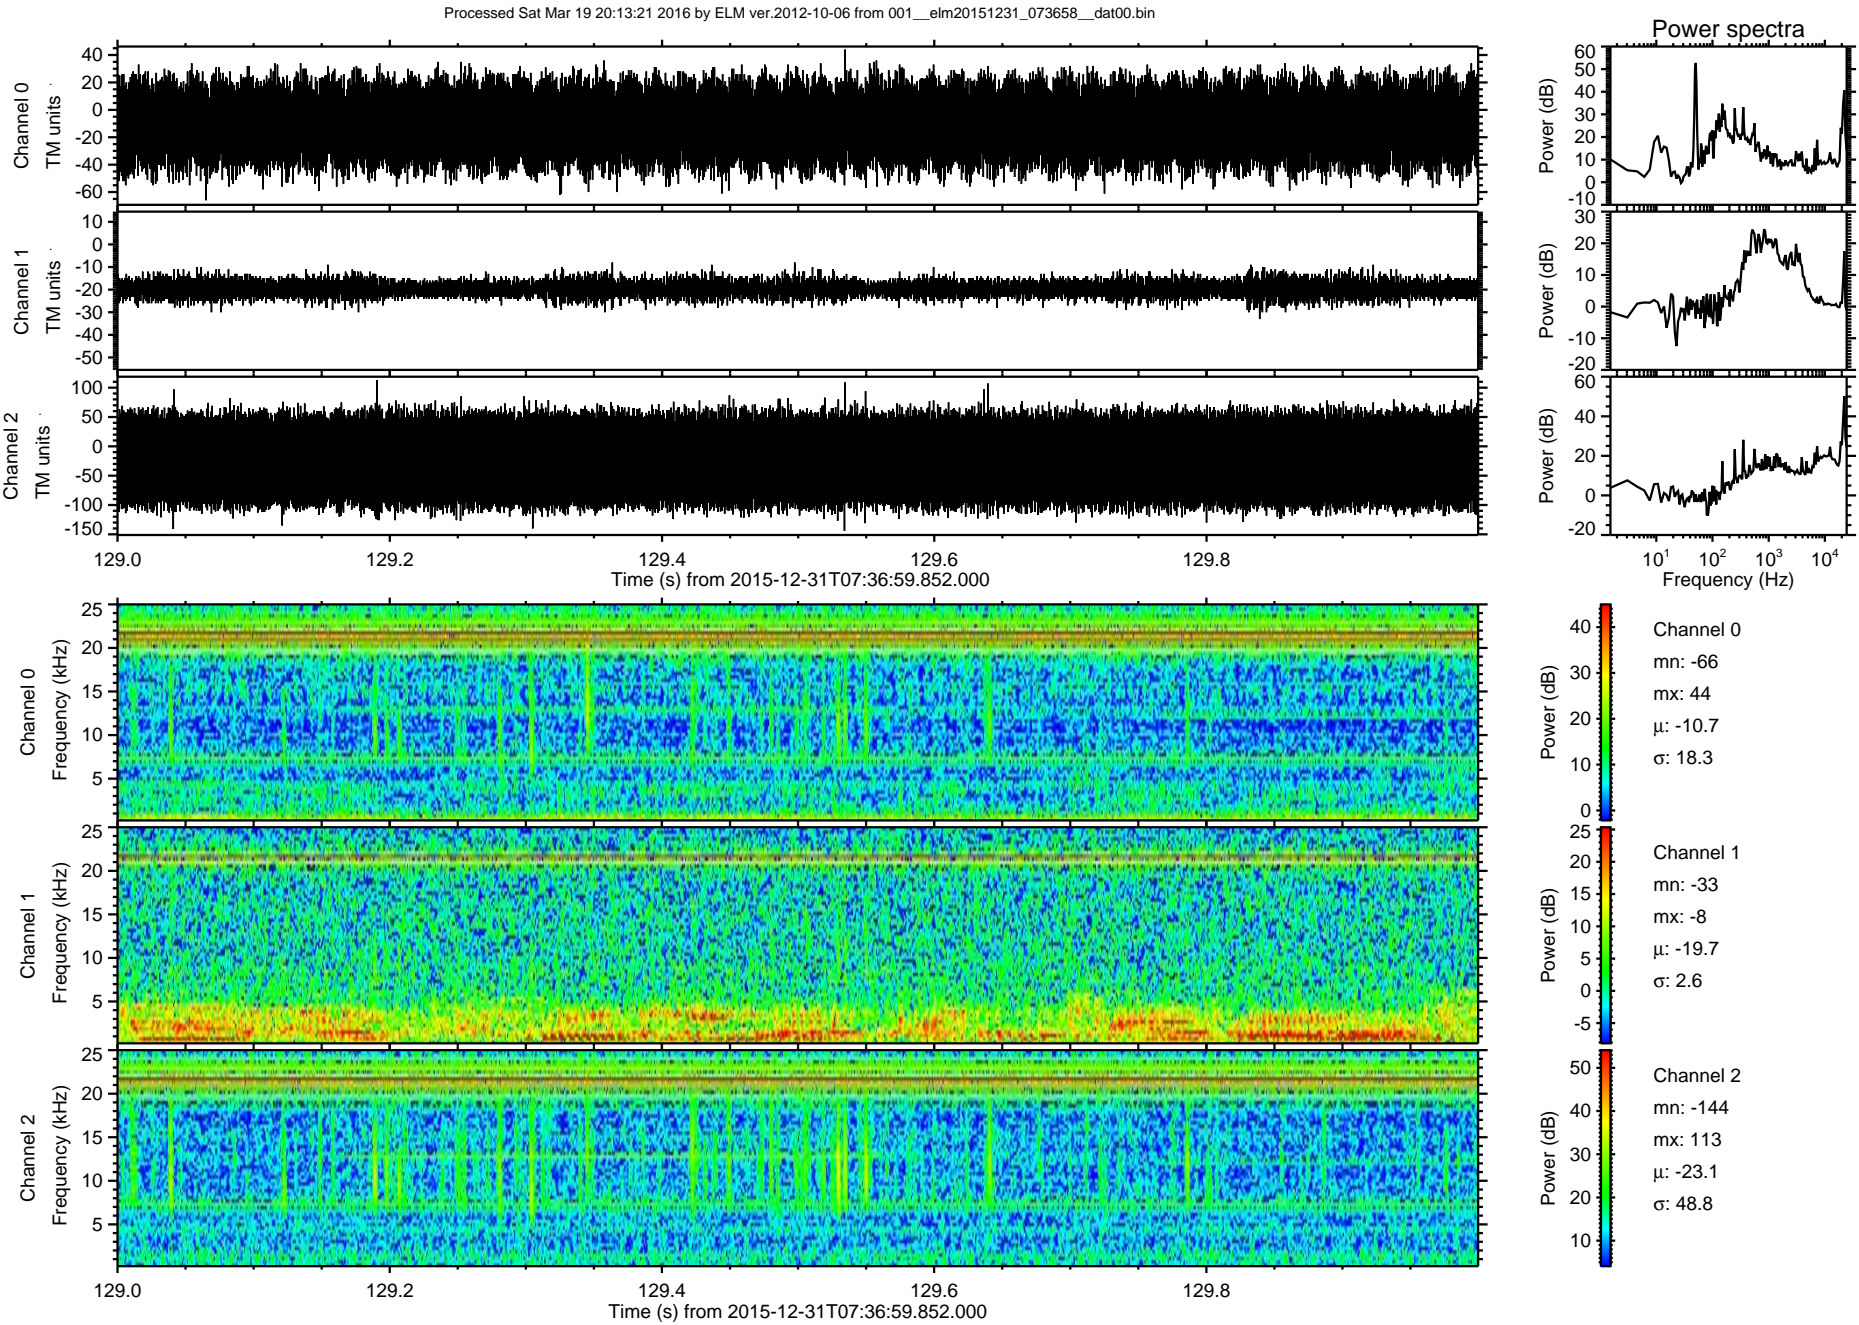 Processed Sat Mar 19 20:13:21 2016 by ELM ver.2012-10-06 from 001__elm20151231_073658__dat00.bin
Power spectra
Channel 0
TM units
40
20
0
-20
-40
-60
Power (dB)
60
50
40
30
20
10
0
-10
Channel 1
TM units
10
0
-10
-20
-30
-40
-50
Power (dB)
30
20
10
0
-10
-20
Channel 2
TM units
100
50
0
-50
-100
-150
Power (dB)
60
40
20
0
-20
129.0 129.2 129.4 129.6 129.8
Time (s) from 2015-12-31T07:36:59.852.000
10¹ 10² 10³ 10⁴
Frequency (Hz)
Channel 0
Frequency (kHz)
25
20
15
10
5
Power (dB)
40
30
20
10
0
Channel 0
mn: -66
mx: 44
μ: -10.7
σ: 18.3
Channel 1
Frequency (kHz)
25
20
15
10
5
Power (dB)
25
20
15
10
5
0
-5
Channel 1
mn: -33
mx: -8
μ: -19.7
σ: 2.6
Channel 2
Frequency (kHz)
25
20
15
10
5
Power (dB)
50
40
30
20
10
Channel 2
mn: -144
mx: 113
μ: -23.1
σ: 48.8
129.0 129.2 129.4 129.6 129.8
Time (s) from 2015-12-31T07:36:59.852.000